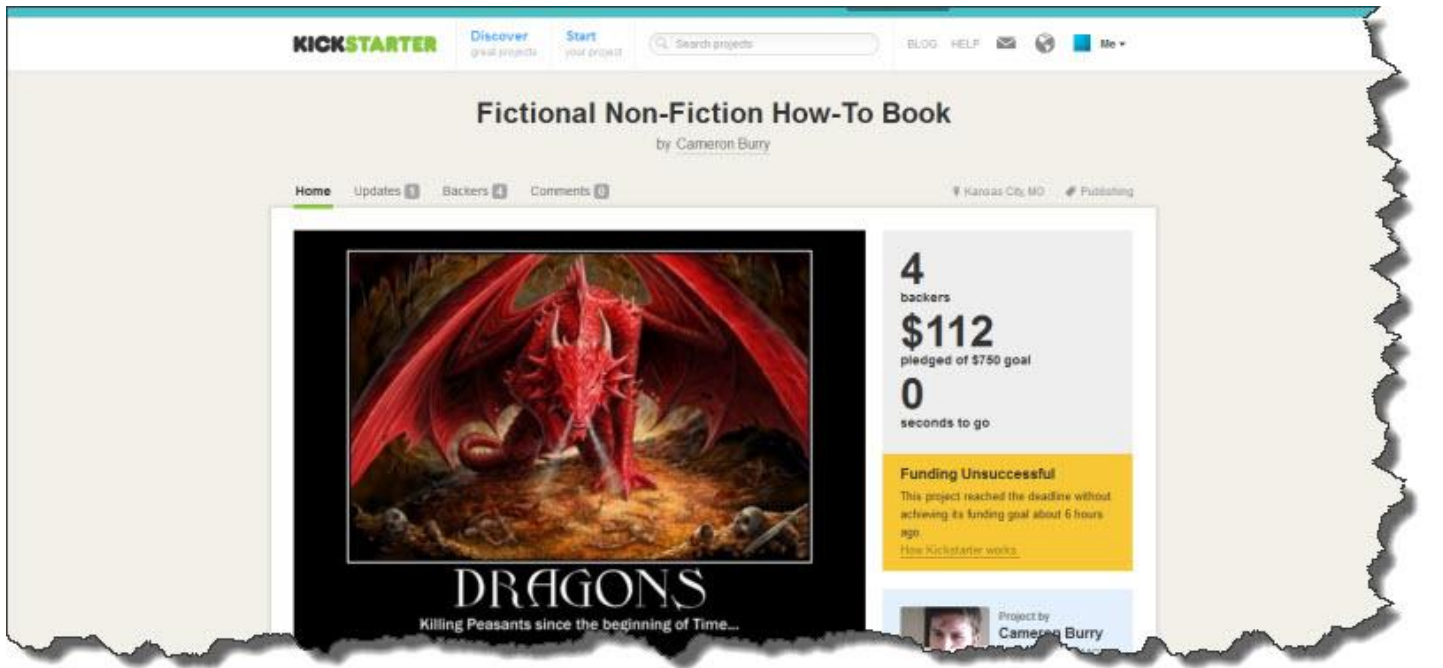 KICKSTARTER
Discover
great projects
Start
your project
Search projects
BLOG HELP
Me
Fictional Non-Fiction How-To Book
by Cameron Burry
Home Updates 1 Backers 4 Comments 0
Kansas City, MO Publishing
4
backers
$112
pledged of $750 goal
0
seconds to go
Funding Unsuccessful
This project reached the deadline without
achieving its funding goal about 6 hours
ago.
How Kickstarter works.
DRAGONS
Killing Peasants since the beginning of Time...
Project by
Cameron Burry